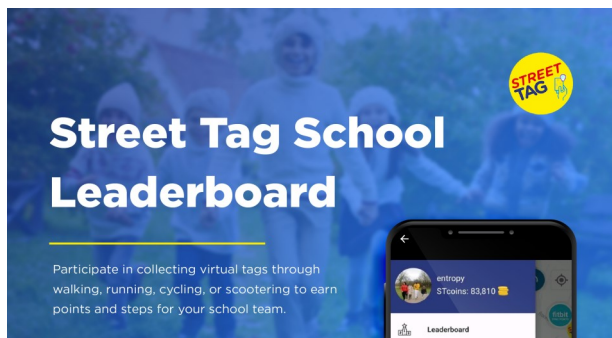 STREET
TAG
Street Tag School
Leaderboard
Participate in collecting virtual tags through
walking, running, cycling, or scootering to earn
points and steps for your school team.
entropy
STcoins: 83,810
fitbit
Leaderboard